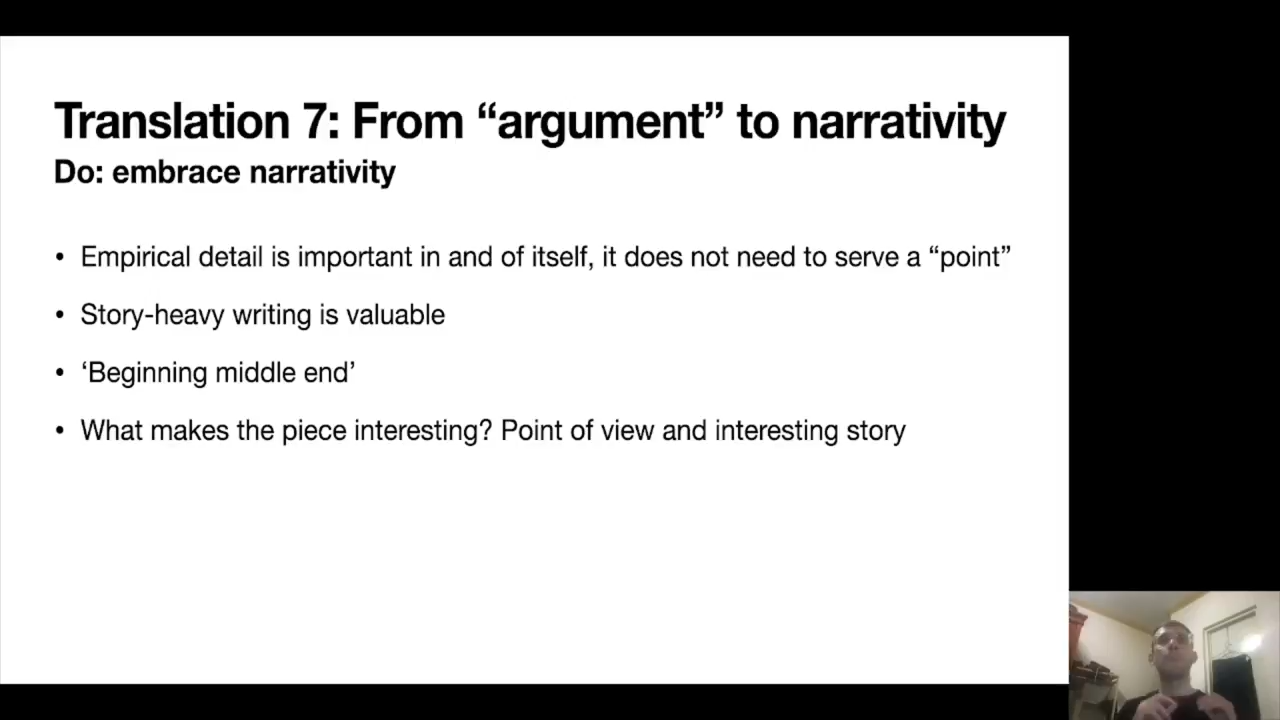 Translation 7: From “argument” to narrativity
Do: embrace narrativity
• Empirical detail is important in and of itself, it does not need to serve a “point”
• Story-heavy writing is valuable
• ‘Beginning middle end’
• What makes the piece interesting? Point of view and interesting story